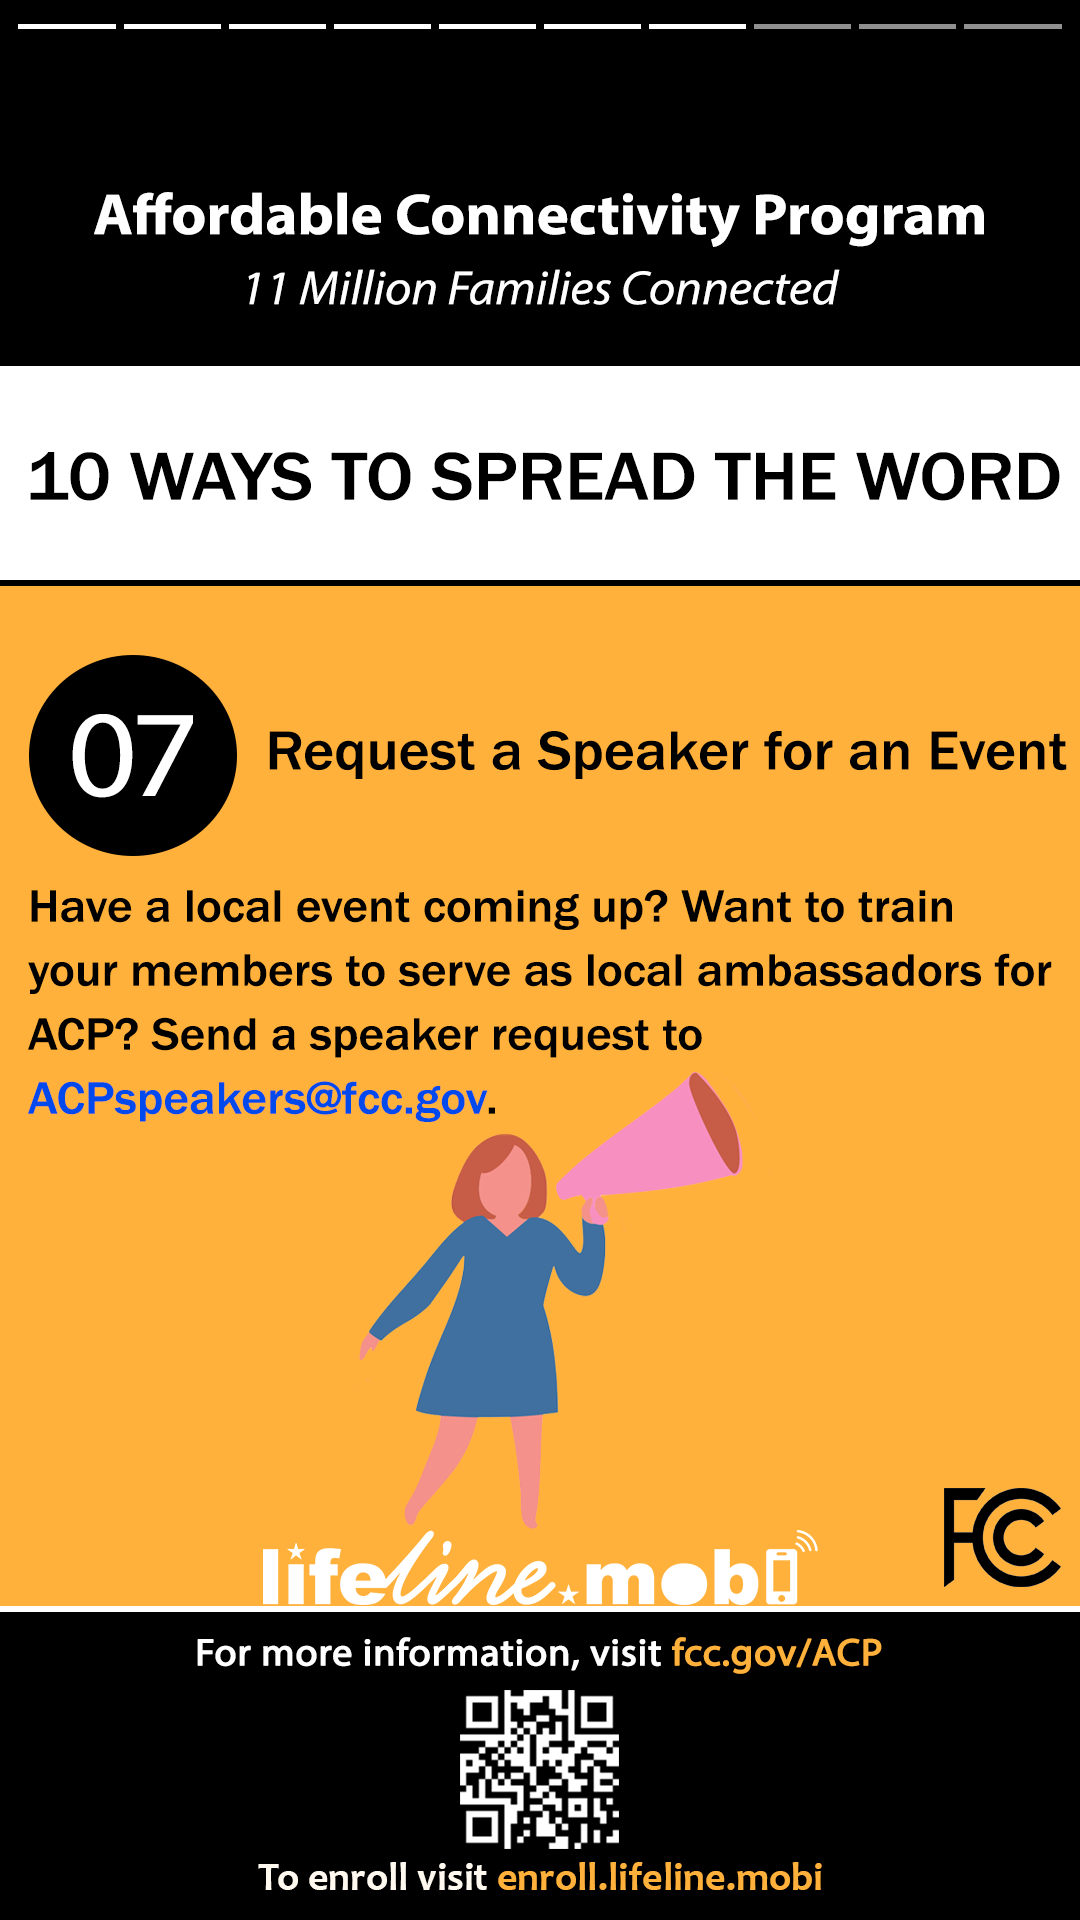 Affordable Connectivity Program
11 Million Families Connected
10 WAYS TO SPREAD THE WORD
07
Request a Speaker for an Event
Have a local event coming up? Want to train
your members to serve as local ambassadors for
ACP? Send a speaker request to
ACPspeakers@fcc.gov.
lifeline.mobi
FCC
For more information, visit fcc.gov/ACP
To enroll visit enroll.lifeline.mobi